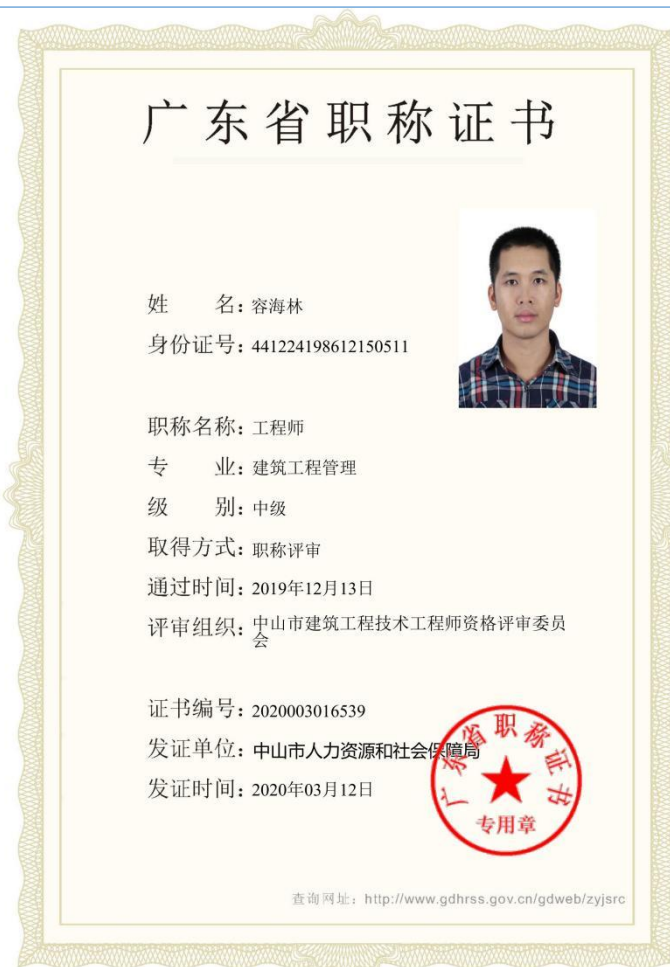 广东省职称证书
姓 名：容海林
身份证号：441224198612150511
职称名称：工程师
专 业：建筑工程管理
级 别：中级
取得方式：职称评审
通过时间：2019年12月13日
评审组织：中山市建筑工程技术工程师资格评审委员
会
证书编号：2020003016539
发证单位：中山市人力资源和社会保障局
发证时间：2020年03月12日
广东省职称证书
专用章
查询网址：http://www.gdhrss.gov.cn/gdweb/zyjsrc